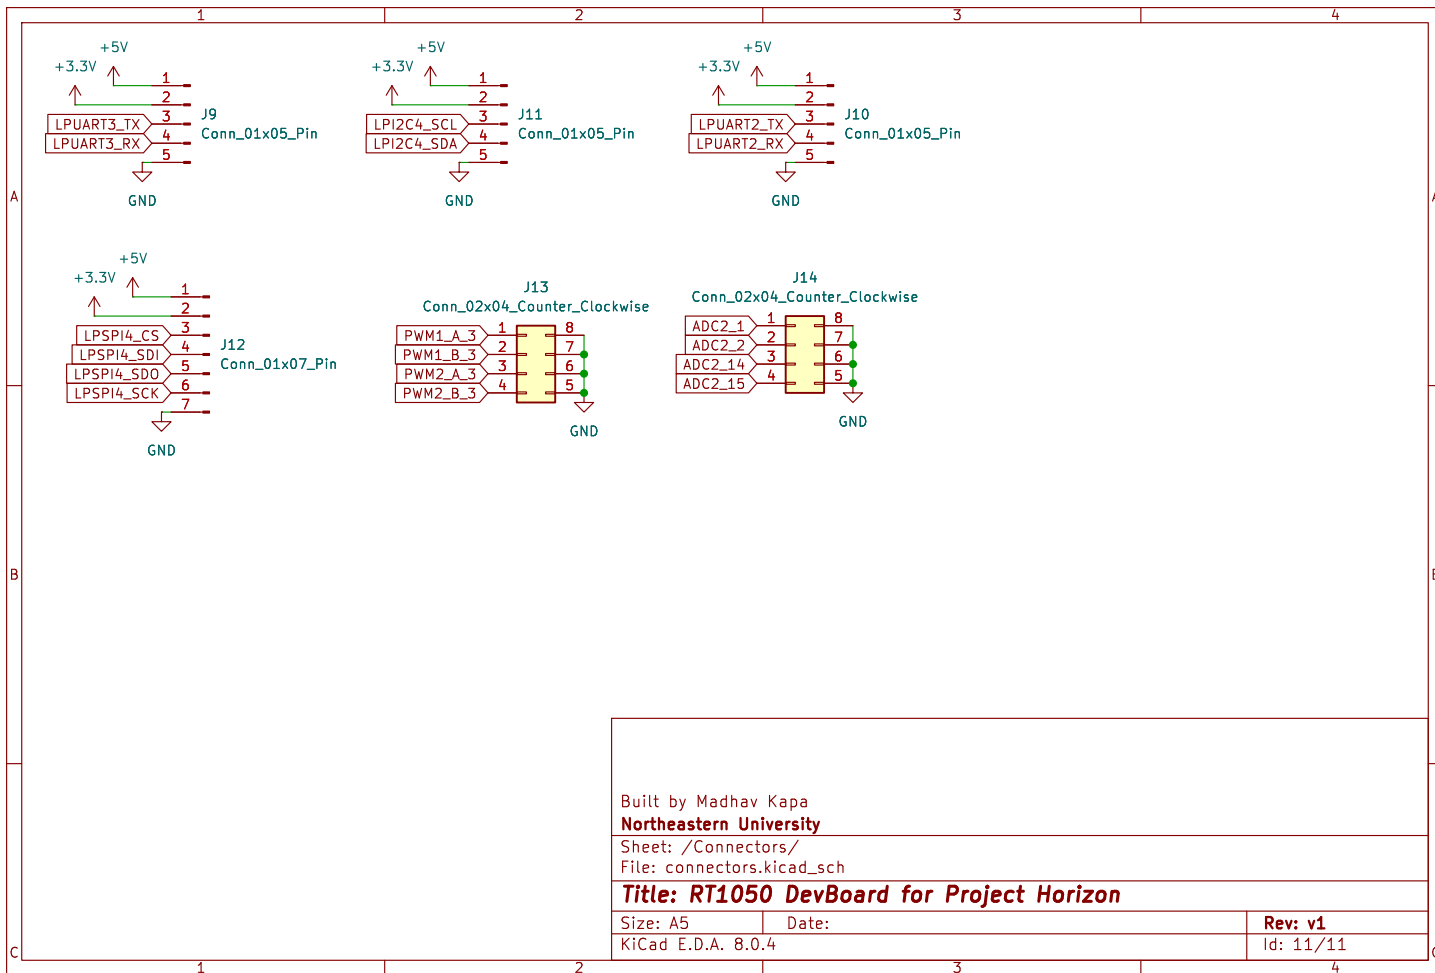 1 2 3 4
+5V
+3.3V
1
2
LPUART3_TX 3
LPUART3_RX 4
5
J9
Conn_01x05_Pin
GND
+5V
+3.3V
1
2
LPI2C4_SCL 3
LPI2C4_SDA 4
5
J11
Conn_01x05_Pin
GND
+5V
+3.3V
1
2
LPUART2_TX 3
LPUART2_RX 4
5
J10
Conn_01x05_Pin
GND
A A
+5V
+3.3V
1
2
LPSPI4_CS 3
LPSPI4_SDI 4
LPSPI4_SDO 5
LPSPI4_SCK 6
7
J12
Conn_01x07_Pin
GND
J13
Conn_02x04_Counter_Clockwise
PWM1_A_3 1 8
PWM1_B_3 2 7
PWM2_A_3 3 6
PWM2_B_3 4 5
GND
J14
Conn_02x04_Counter_Clockwise
ADC2_1 1 8
ADC2_2 2 7
ADC2_14 3 6
ADC2_15 4 5
GND
B
Built by Madhav Kapa
Northeastern University
Sheet: /Connectors/
File: connectors.kicad_sch
Title: RT1050 DevBoard for Project Horizon
Size: A5 Date: Rev: v1
KiCad E.D.A. 8.0.4 Id: 11/11
C
1 2 3 4